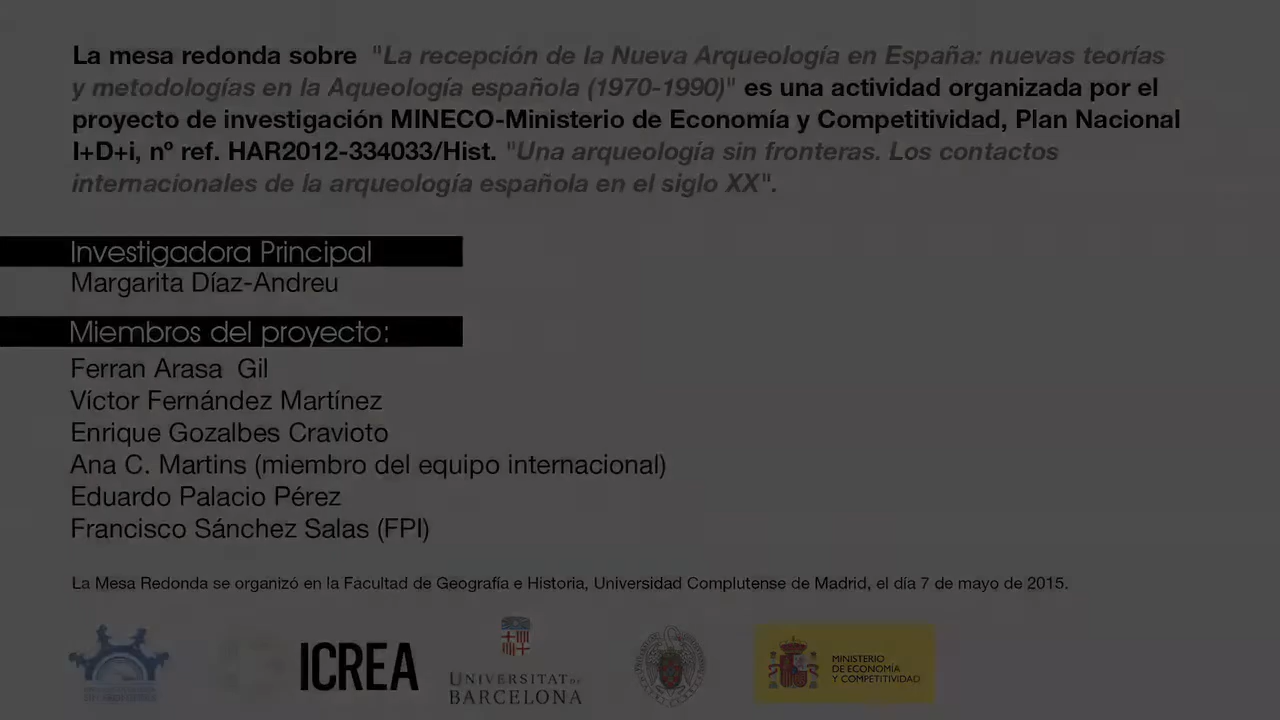 La mesa redonda sobre "La recepción de la Nueva Arqueología en España: nuevas teorías
y metodologías en la Aqueología española (1970-1990)" es una actividad organizada por el
proyecto de investigación MINECO-Ministerio de Economía y Competitividad, Plan Nacional
I+D+i, nº ref. HAR2012-334033/Hist. "Una arqueología sin fronteras. Los contactos
internacionales de la arqueología española en el siglo XX".
Investigadora Principal
Margarita Díaz-Andreu
Miembros del proyecto:
Ferran Arasa Gil
Víctor Fernández Martínez
Enrique Gozalbes Cravioto
Ana C. Martins (miembro del equipo internacional)
Eduardo Palacio Pérez
Francisco Sánchez Salas (FPI)
La Mesa Redonda se organizó en la Facultad de Geografía e Historia, Universidad Complutense de Madrid, el día 7 de mayo de 2015.
ICREA
UNIVERSITAT DE
BARCELONA
MINISTERIO
DE ECONOMÍA
Y COMPETITIVIDAD